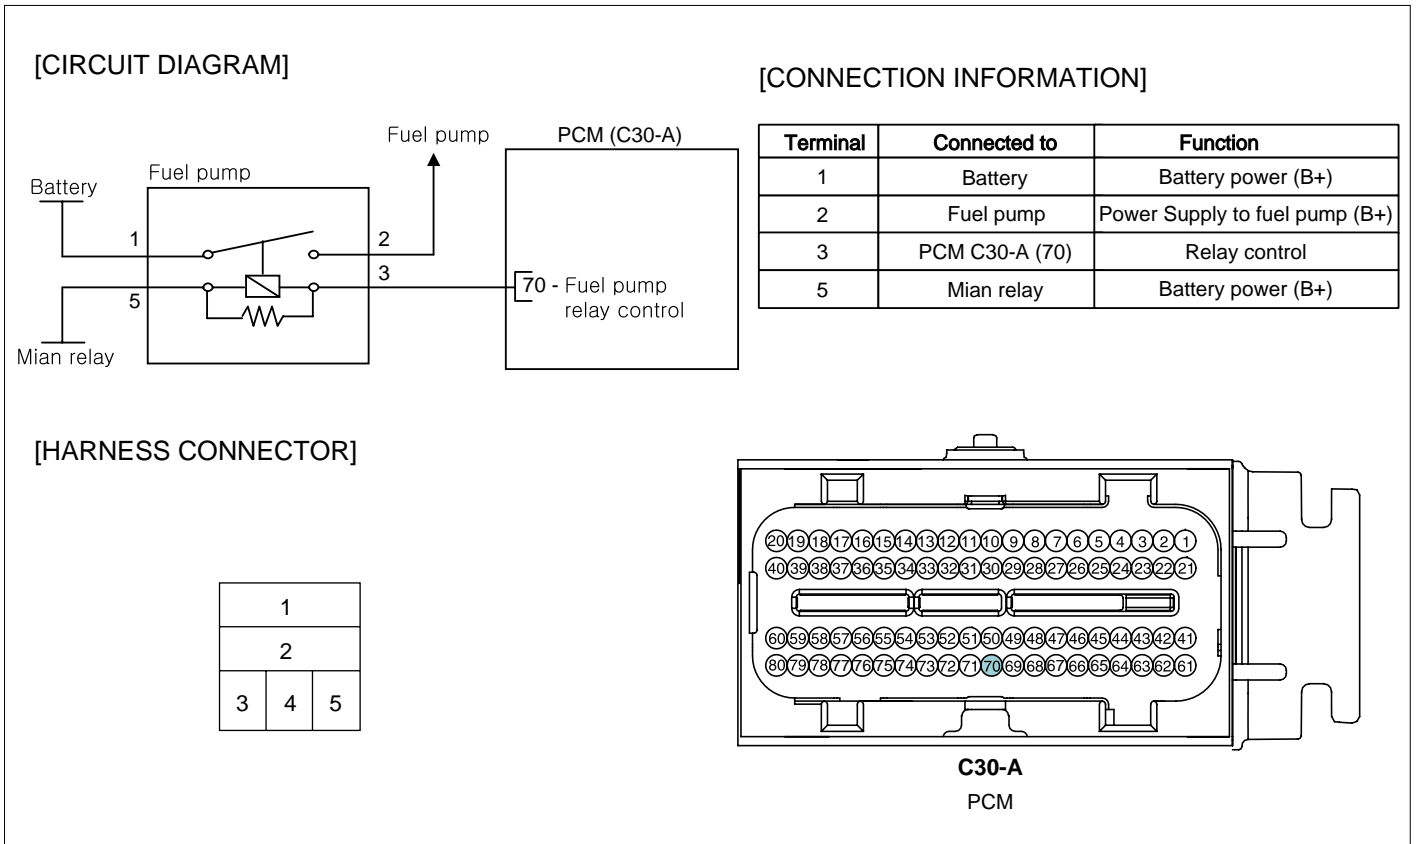 [CIRCUIT DIAGRAM]
Fuel pump
PCM (C30-A)
Fuel pump
Battery
1
2
3
5
70 - Fuel pump
relay control
Mian relay
[CONNECTION INFORMATION]
Terminal Connected to Function
1 Battery Battery power (B+)
2 Fuel pump Power Supply to fuel pump (B+)
3 PCM C30-A (70) Relay control
5 Mian relay Battery power (B+)
[HARNESS CONNECTOR]
1
2
3 4 5
20 19 18 17 16 15 14 13 12 11 10 9 8 7 6 5 4 3 2 1
40 39 38 37 36 35 34 33 32 31 30 29 28 27 26 25 24 23 22 21
60 59 58 57 56 55 54 53 52 51 50 49 48 47 46 45 44 43 42 41
80 79 78 77 76 75 74 73 72 71 70 69 68 67 66 65 64 63 62 61
C30-A
PCM